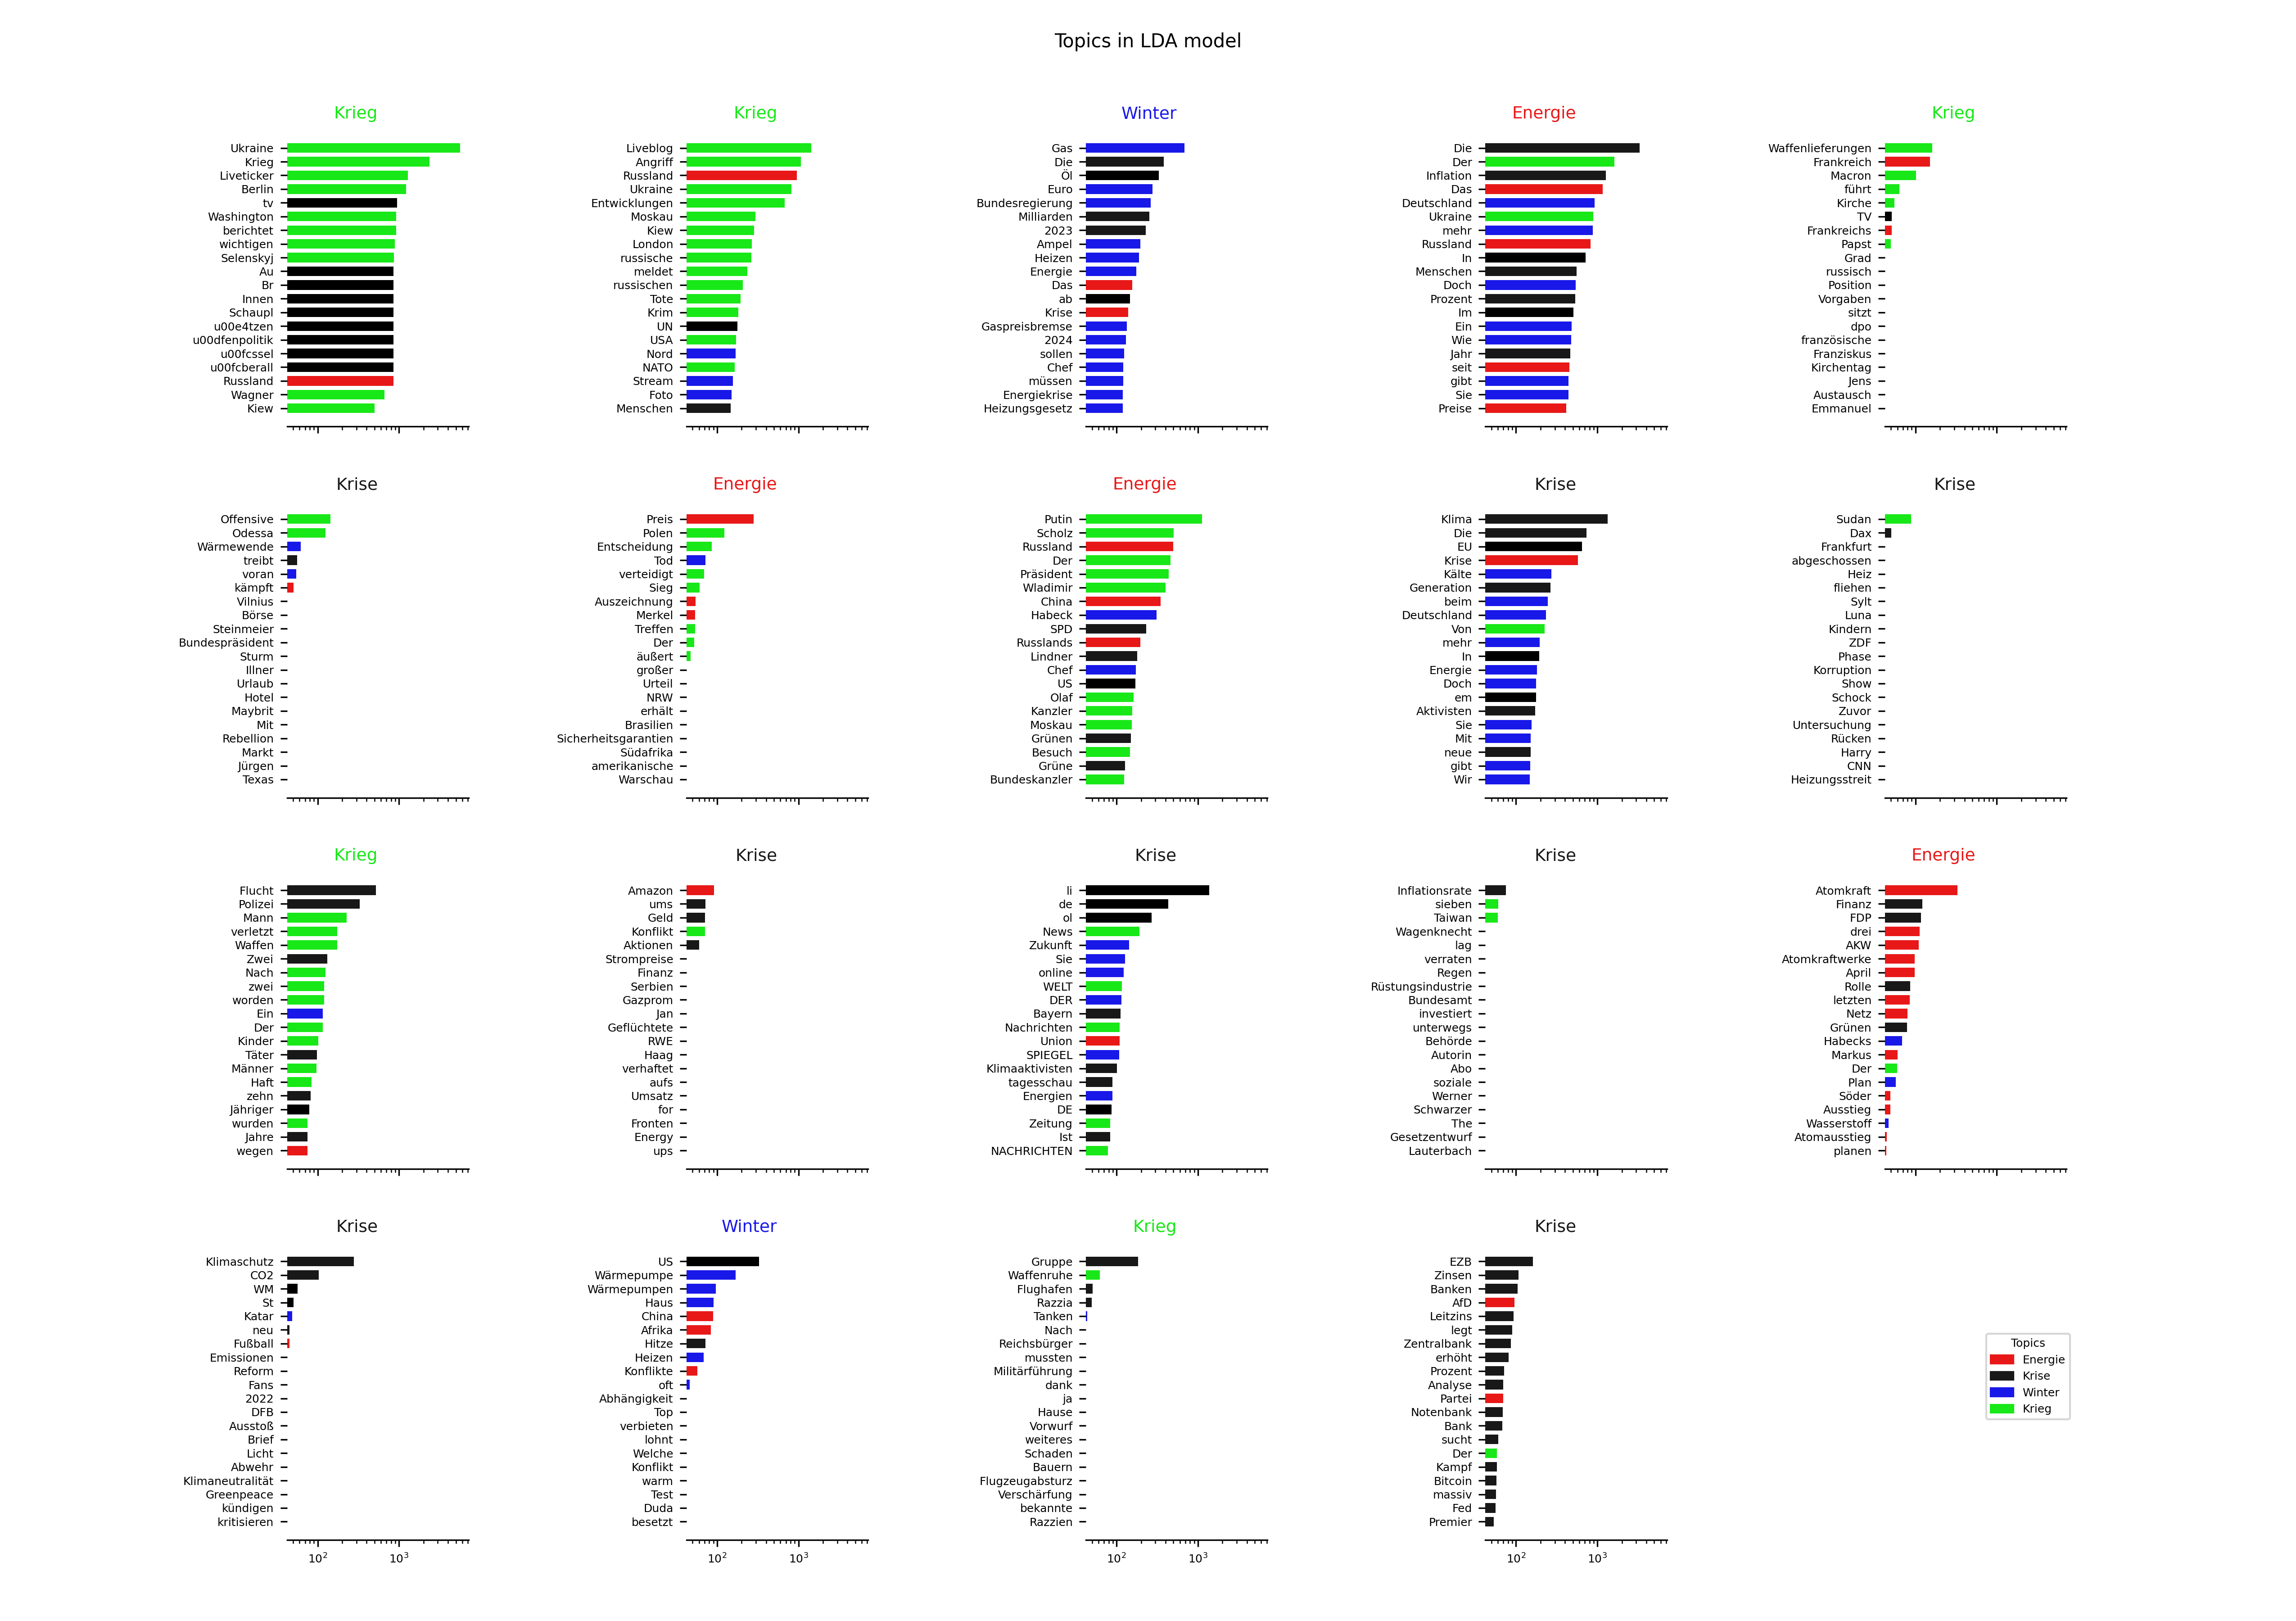 Topics in LDA model
Krieg
Ukraine
Krieg
Liveticker
Berlin
tv
Washington
berichtet
wichtigen
Selenskyj
Au
Br
Innen
Schaupl
u00e4tzen
u00dfenpolitik
u00fcssel
u00fcberall
Russland
Wagner
Kiew
Krieg
Liveblog
Angriff
Russland
Ukraine
Entwicklungen
Moskau
Kiew
London
russische
meldet
russischen
Tote
Krim
UN
USA
Nord
NATO
Stream
Foto
Menschen
Winter
Gas
Die
Öl
Euro
Bundesregierung
Milliarden
2023
Ampel
Heizen
Energie
Das
ab
Krise
Gaspreisbremse
2024
sollen
Chef
müssen
Energiekrise
Heizungsgesetz
Energie
Die
Der
Inflation
Das
Deutschland
Ukraine
mehr
Russland
In
Menschen
Doch
Prozent
Im
Ein
Wie
Jahr
seit
gibt
Sie
Preise
Krieg
Waffenlieferungen
Frankreich
Macron
führt
Kirche
TV
Frankreichs
Papst
Grad
russisch
Position
Vorgaben
sitzt
dpo
französische
Franziskus
Kirchentag
Jens
Austausch
Emmanuel
Krise
Offensive
Odessa
Wärmewende
treibt
voran
kämpft
Vilnius
Börse
Steinmeier
Bundespräsident
Sturm
Illner
Urlaub
Hotel
Maybrit
Mit
Rebellion
Markt
Jürgen
Texas
Energie
Preis
Polen
Entscheidung
Tod
verteidigt
Sieg
Auszeichnung
Merkel
Treffen
Der
äußert
großer
Urteil
NRW
erhält
Brasilien
Sicherheitsgarantien
Südafrika
amerikanische
Warschau
Energie
Putin
Scholz
Russland
Der
Präsident
Wladimir
China
Habeck
SPD
Russlands
Lindner
Chef
US
Olaf
Kanzler
Moskau
Grünen
Besuch
Grüne
Bundeskanzler
Krise
Klima
Die
EU
Krise
Kälte
Generation
beim
Deutschland
Von
mehr
In
Energie
Doch
em
Aktivisten
Sie
Mit
neue
gibt
Wir
Krise
Sudan
Dax
Frankfurt
abgeschossen
Heiz
fliehen
Sylt
Luna
Kindern
ZDF
Phase
Korruption
Show
Schock
Zuvor
Untersuchung
Rücken
Harry
CNN
Heizungsstreit
Krieg
Flucht
Polizei
Mann
verletzt
Waffen
Zwei
Nach
zwei
worden
Ein
Der
Kinder
Täter
Männer
Haft
zehn
Jähriger
wurden
Jahre
wegen
Krise
Amazon
ums
Geld
Konflikt
Aktionen
Strompreise
Finanz
Serbien
Gazprom
Jan
Geflüchtete
RWE
Haag
verhaftet
aufs
Umsatz
for
Fronten
Energy
ups
Krise
li
de
ol
News
Zukunft
Sie
online
WELT
DER
Bayern
Nachrichten
Union
SPIEGEL
Klimaaktivisten
tagesschau
Energien
DE
Zeitung
Ist
NACHRICHTEN
Krise
Inflationsrate
sieben
Taiwan
Wagenknecht
lag
verraten
Regen
Rüstungsindustrie
Bundesamt
investiert
unterwegs
Behörde
Autorin
Abo
soziale
Werner
Schwarzer
The
Gesetzentwurf
Lauterbach
Energie
Atomkraft
Finanz
FDP
drei
AKW
Atomkraftwerke
April
Rolle
letzten
Netz
Grünen
Habecks
Markus
Der
Plan
Söder
Ausstieg
Wasserstoff
Atomausstieg
planen
Krise
Klimaschutz
CO2
WM
St
Katar
neu
Fußball
Emissionen
Reform
Fans
2022
DFB
Ausstoß
Brief
Licht
Abwehr
Klimaneutralität
Greenpeace
kündigen
kritisieren
10² 10³
Winter
US
Wärmepumpe
Wärmepumpen
Haus
China
Afrika
Hitze
Heizen
Konflikte
oft
Abhängigkeit
Top
verbieten
lohnt
Welche
Konflikt
warm
Test
Duda
besetzt
10² 10³
Krieg
Gruppe
Waffenruhe
Flughafen
Razzia
Tanken
Nach
Reichsbürger
mussten
Militärführung
dank
ja
Hause
Vorwurf
weiteres
Schaden
Bauern
Flugzeugabsturz
Verschärfung
bekannte
Razzien
10² 10³
Krise
EZB
Zinsen
Banken
AfD
Leitzins
legt
Zentralbank
erhöht
Prozent
Analyse
Partei
Notenbank
Bank
sucht
Der
Kampf
Bitcoin
massiv
Fed
Premier
10² 10³
Topics
Energie
Krise
Winter
Krieg